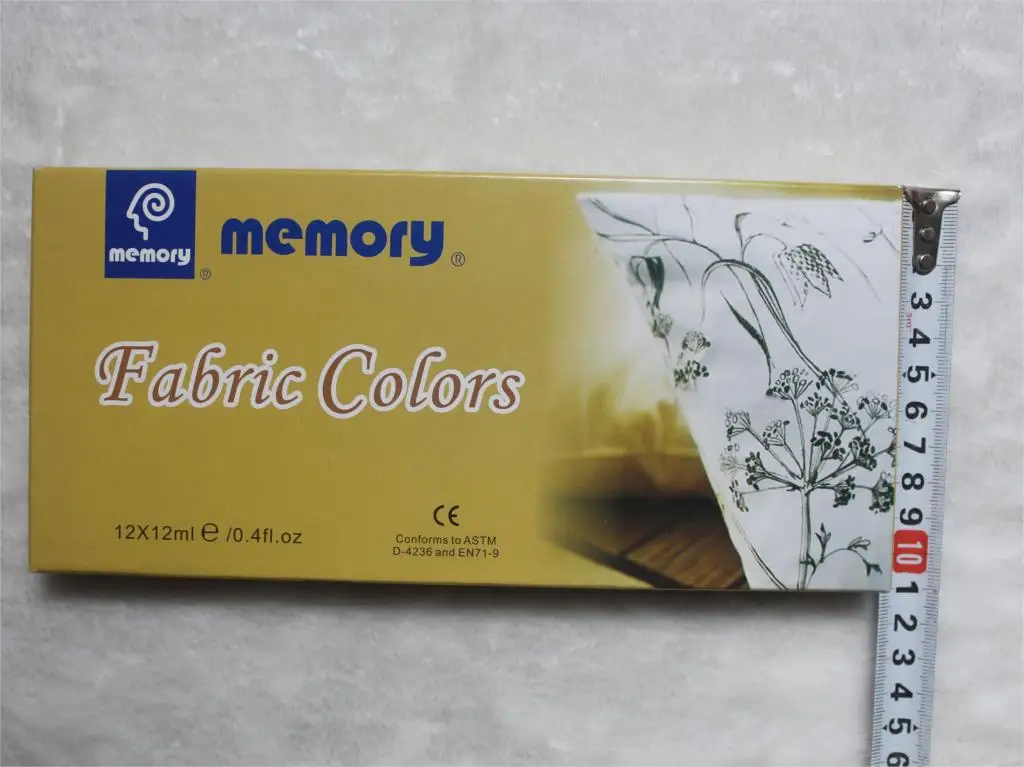 memory
®
memory ®
Fabric Colors
12X12ml ℮ /0.4fl.oz
CE
Conforms to ASTM
D-4236 and EN71-9
3m
3
4
5
6
7
8
9
10
1
2
3
4
5
6